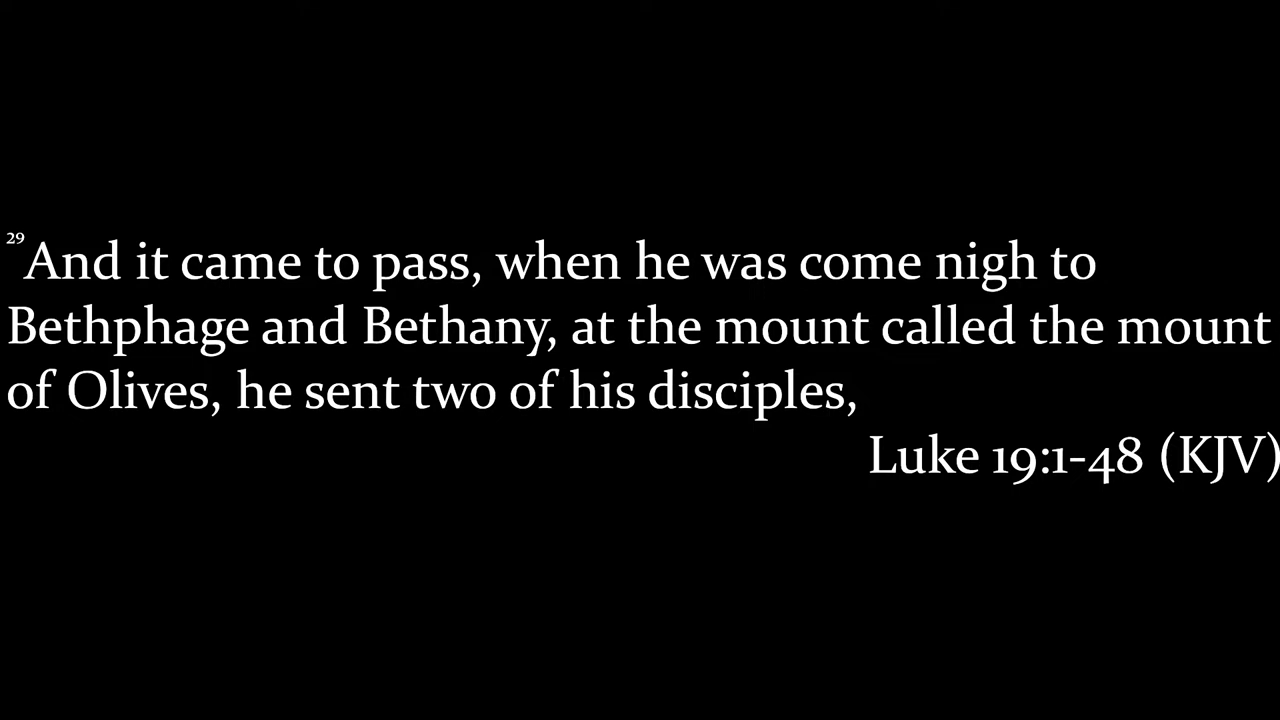 29And it came to pass, when he was come nigh to
Bethphage and Bethany, at the mount called the mount
of Olives, he sent two of his disciples,
Luke 19:1-48 (KJV)